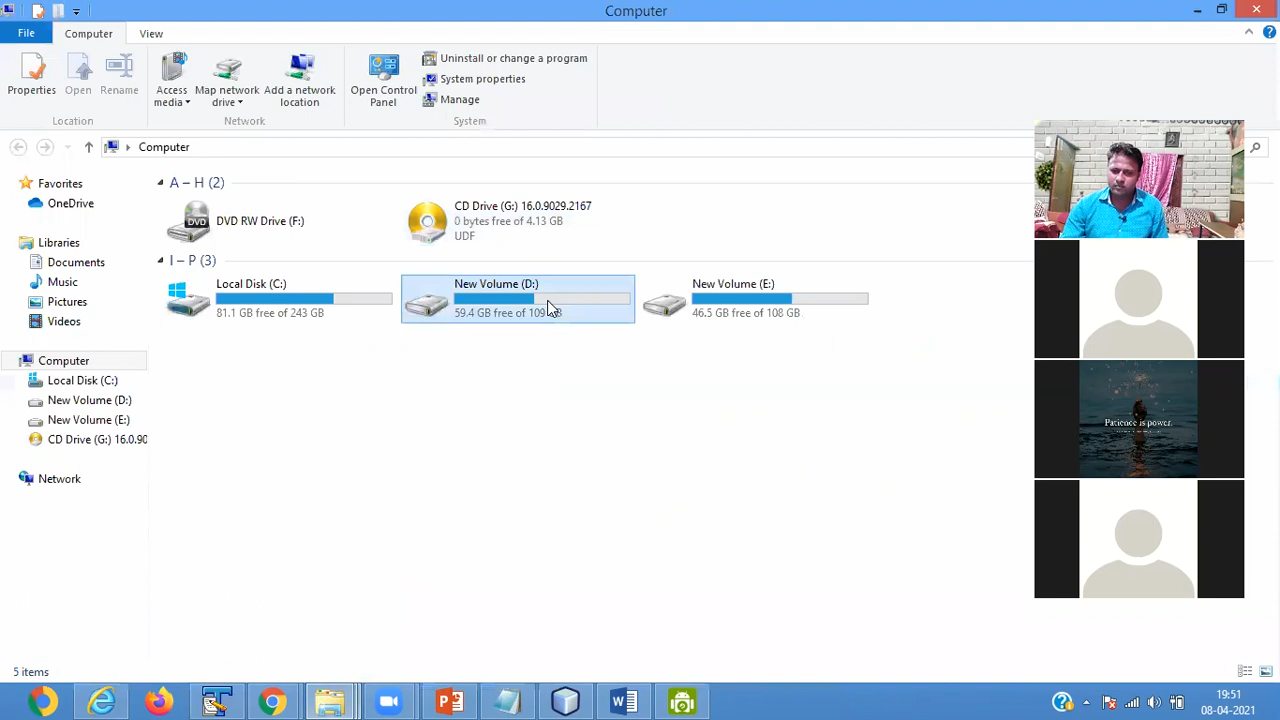 Computer
File
Computer
View
Properties
Open
Rename
Access media
Map network drive
Add a network location
Open Control Panel
Uninstall or change a program
System properties
Manage
Location
Network
System
Computer
Favorites
OneDrive
Libraries
Documents
Music
Pictures
Videos
Computer
Local Disk (C:)
New Volume (D:)
New Volume (E:)
CD Drive (G:) 16.0.90
Network
A – H (2)
DVD
DVD RW Drive (F:)
CD Drive (G:) 16.0.9029.2167
0 bytes free of 4.13 GB
UDF
I – P (3)
Local Disk (C:)
81.1 GB free of 243 GB
New Volume (D:)
59.4 GB free of 109
New Volume (E:)
46.5 GB free of 108 GB
Patience is power.
5 items
19:51
08-04-2021